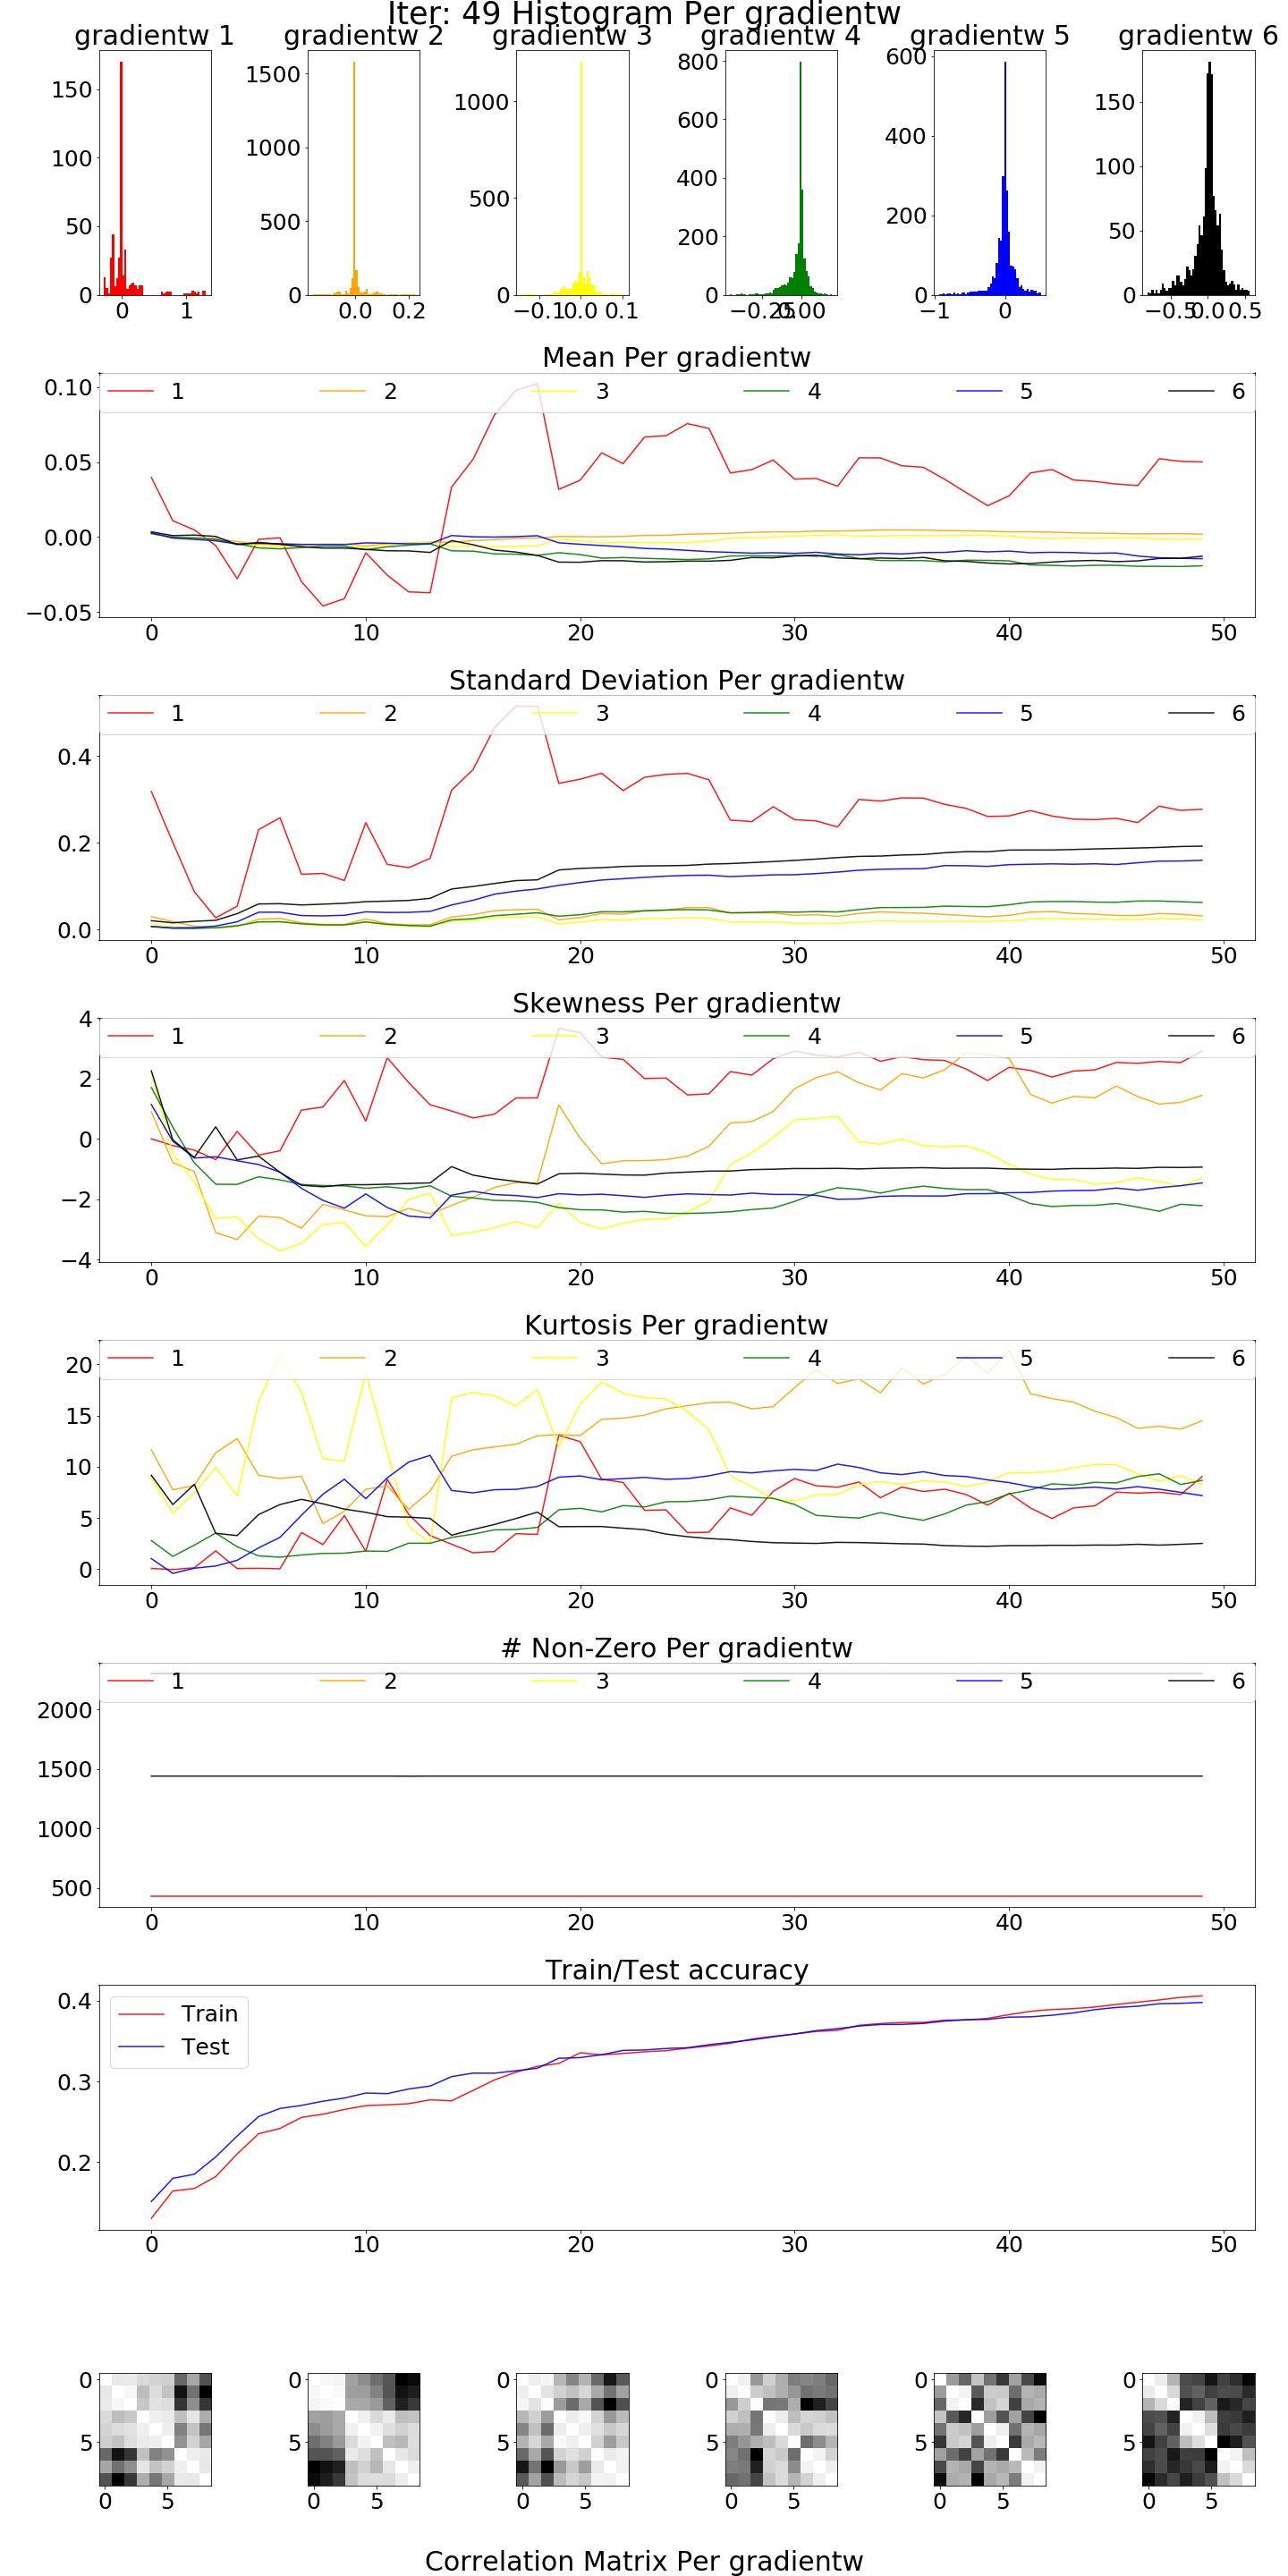 Iter: 49 Histogram Per gradientw
gradientw 1 gradientw 2 gradientw 3 gradientw 4 gradientw 5 gradientw 6
150 100 50 0
0 1
1500 1000 500 0
0.0 0.2
1000 500 0
−0.1 0.0 0.1
800 600 400 200 0
−0.25 0.00
600 400 200 0
−1 0
150 100 50 0
−0.5 0.0 0.5
Mean Per gradientw
1 2 3 4 5 6
0.10
0.05
0.00
−0.05
0 10 20 30 40 50
Standard Deviation Per gradientw
1 2 3 4 5 6
0.4
0.2
0.0
0 10 20 30 40 50
Skewness Per gradientw
1 2 3 4 5 6
4
2
0
−2
−4
0 10 20 30 40 50
Kurtosis Per gradientw
1 2 3 4 5 6
20
15
10
5
0
0 10 20 30 40 50
# Non-Zero Per gradientw
1 2 3 4 5 6
2000
1500
1000
500
0 10 20 30 40 50
Train/Test accuracy
Train
Test
0.4
0.3
0.2
0 10 20 30 40 50
0 0 0 0 0 0
5 5 5 5 5 5
0 5 0 5 0 5 0 5 0 5 0 5
Correlation Matrix Per gradientw